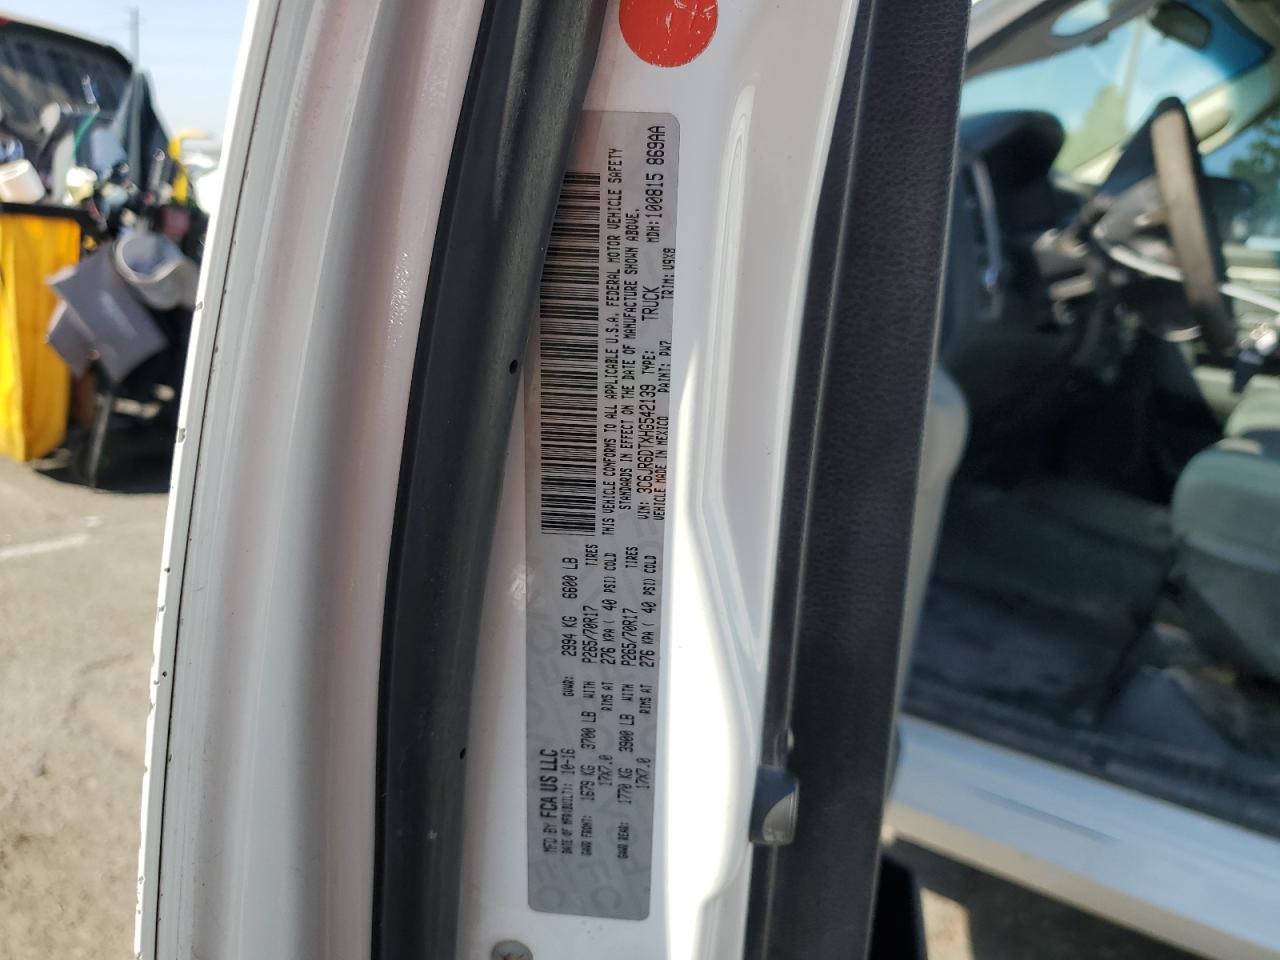 MFD BY FCA US LLC
DATE OF MFR(BUILT): 10-16 GVWR: 2994 KG 6600 LB
GAWR FRONT: 1679 KG 3700 LB WITH P265/70R17 TIRES
17X7.0 RIMS AT 276 KPA( 40 PSI) COLD
GAWR REAR: 1770 KG 3900 LB WITH P265/70R17 TIRES
17X7.0 RIMS AT 276 KPA( 40 PSI) COLD
THIS VEHICLE CONFORMS TO ALL APPLICABLE U.S.A. FEDERAL MOTOR VEHICLE SAFETY
STANDARDS IN EFFECT ON THE DATE OF MANUFACTURE SHOWN ABOVE.
VIN: 3C6JR6DTXHG542139 TYPE: TRUCK MDH: 100815 869AA
VEHICLE MADE IN MEXICO PAINT: PW7 TRIM: V9X8